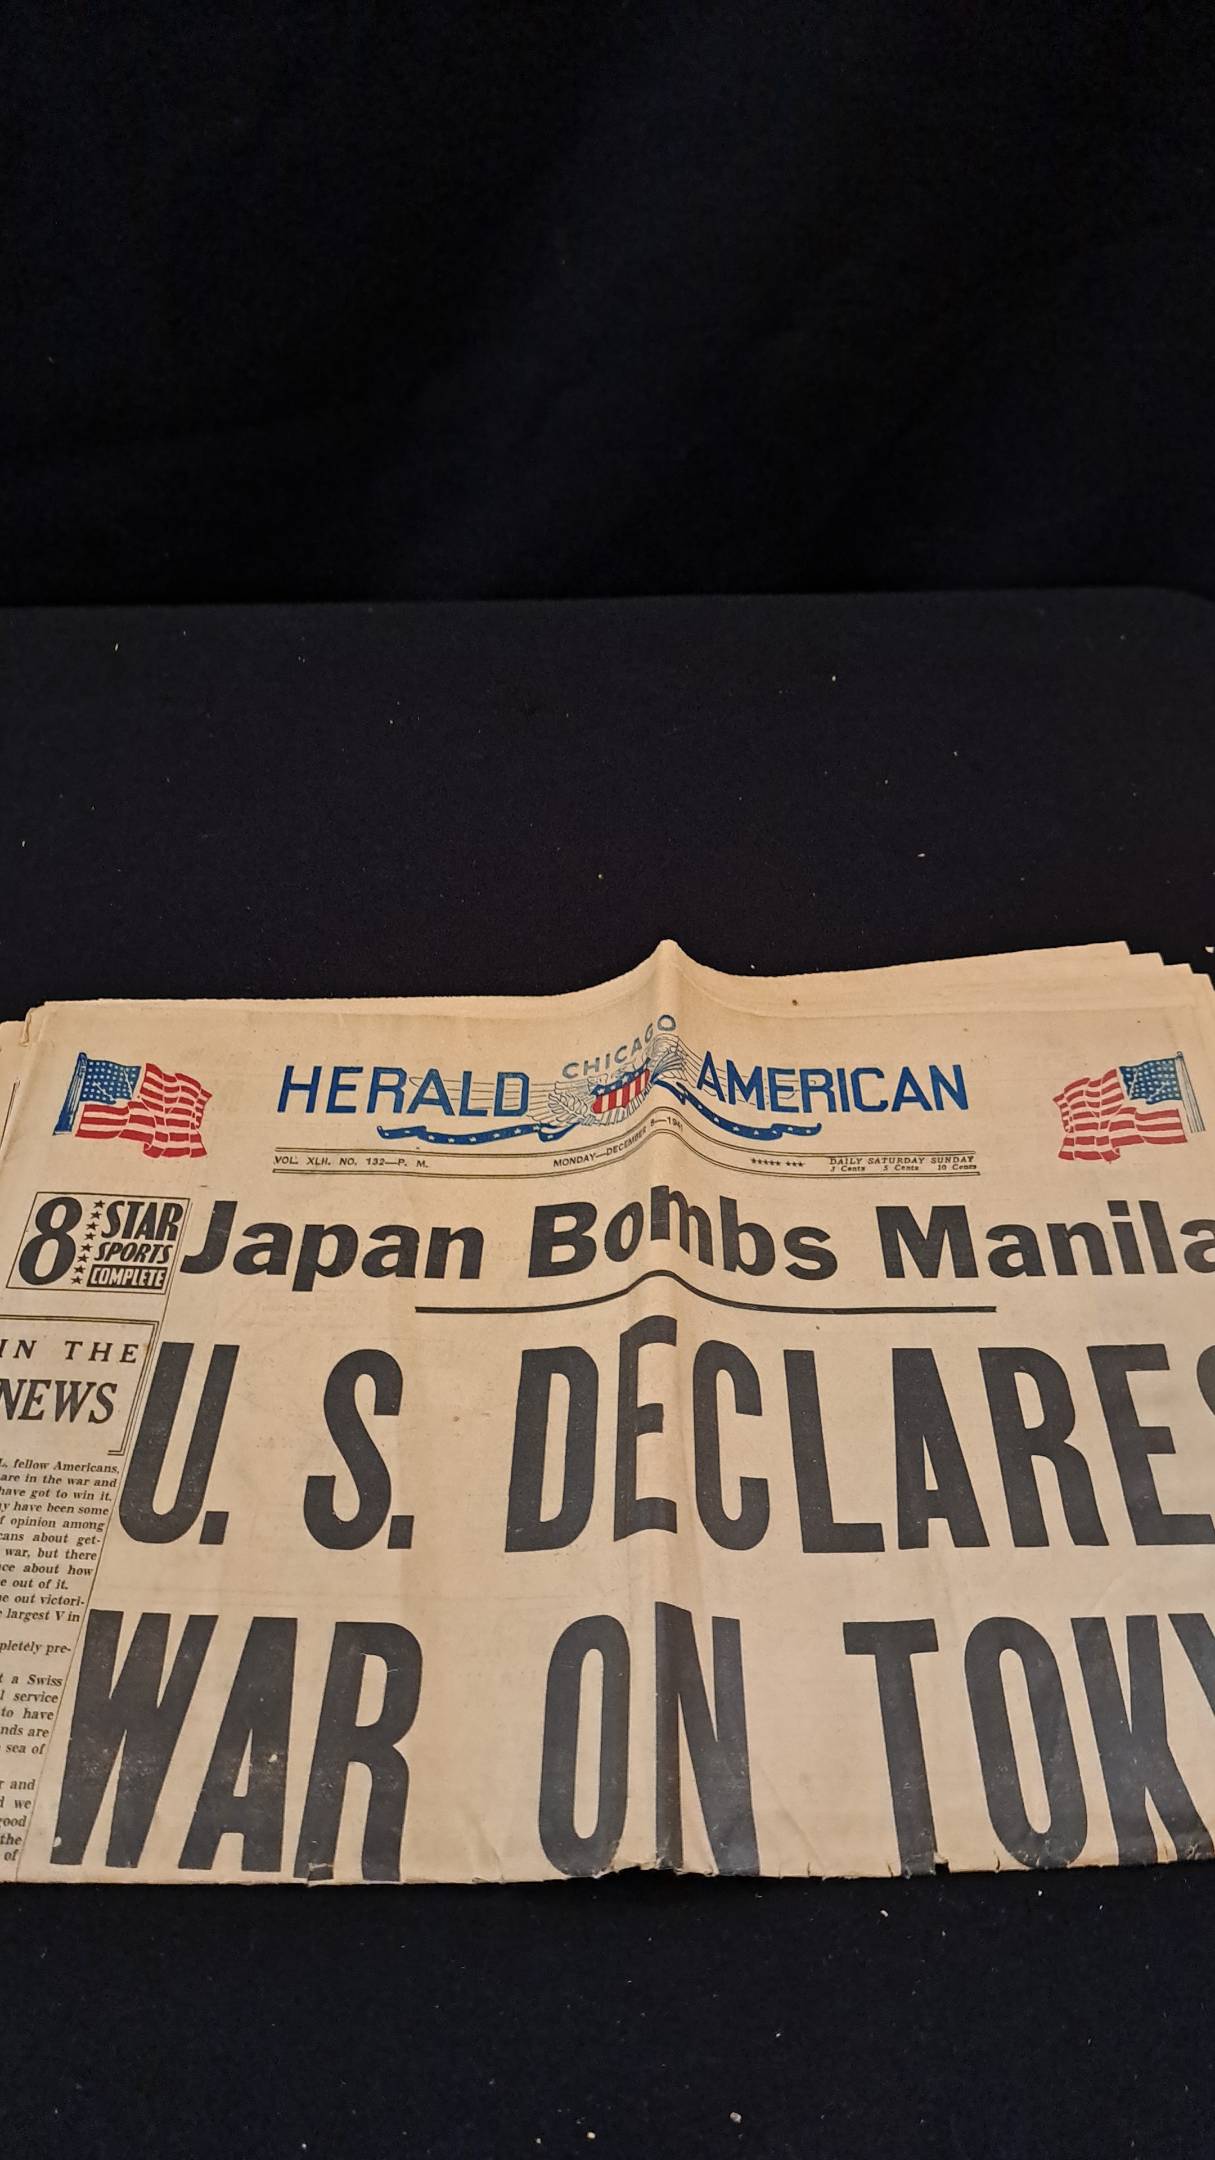 CHICAGO
HERALD AMERICAN
VOL. XLII. NO. 132—P. M.
MONDAY—DECEMBER 8—1941
***** ***
DAILY SATURDAY SUNDAY
3 Cents 5 Cents 10 Cents
8 STAR
SPORTS
COMPLETE
Japan Bombs Manila
U. S. DECLARES
WAR ON TOKY
IN THE
NEWS
fellow Americans,
are in the war and
have got to win it.
have been some
opinion among
about get-
war, but there
about how
out of it.
out victori-
largest V in
pre-
a Swiss
service
to have
are
sea of
and
we
good
the
of